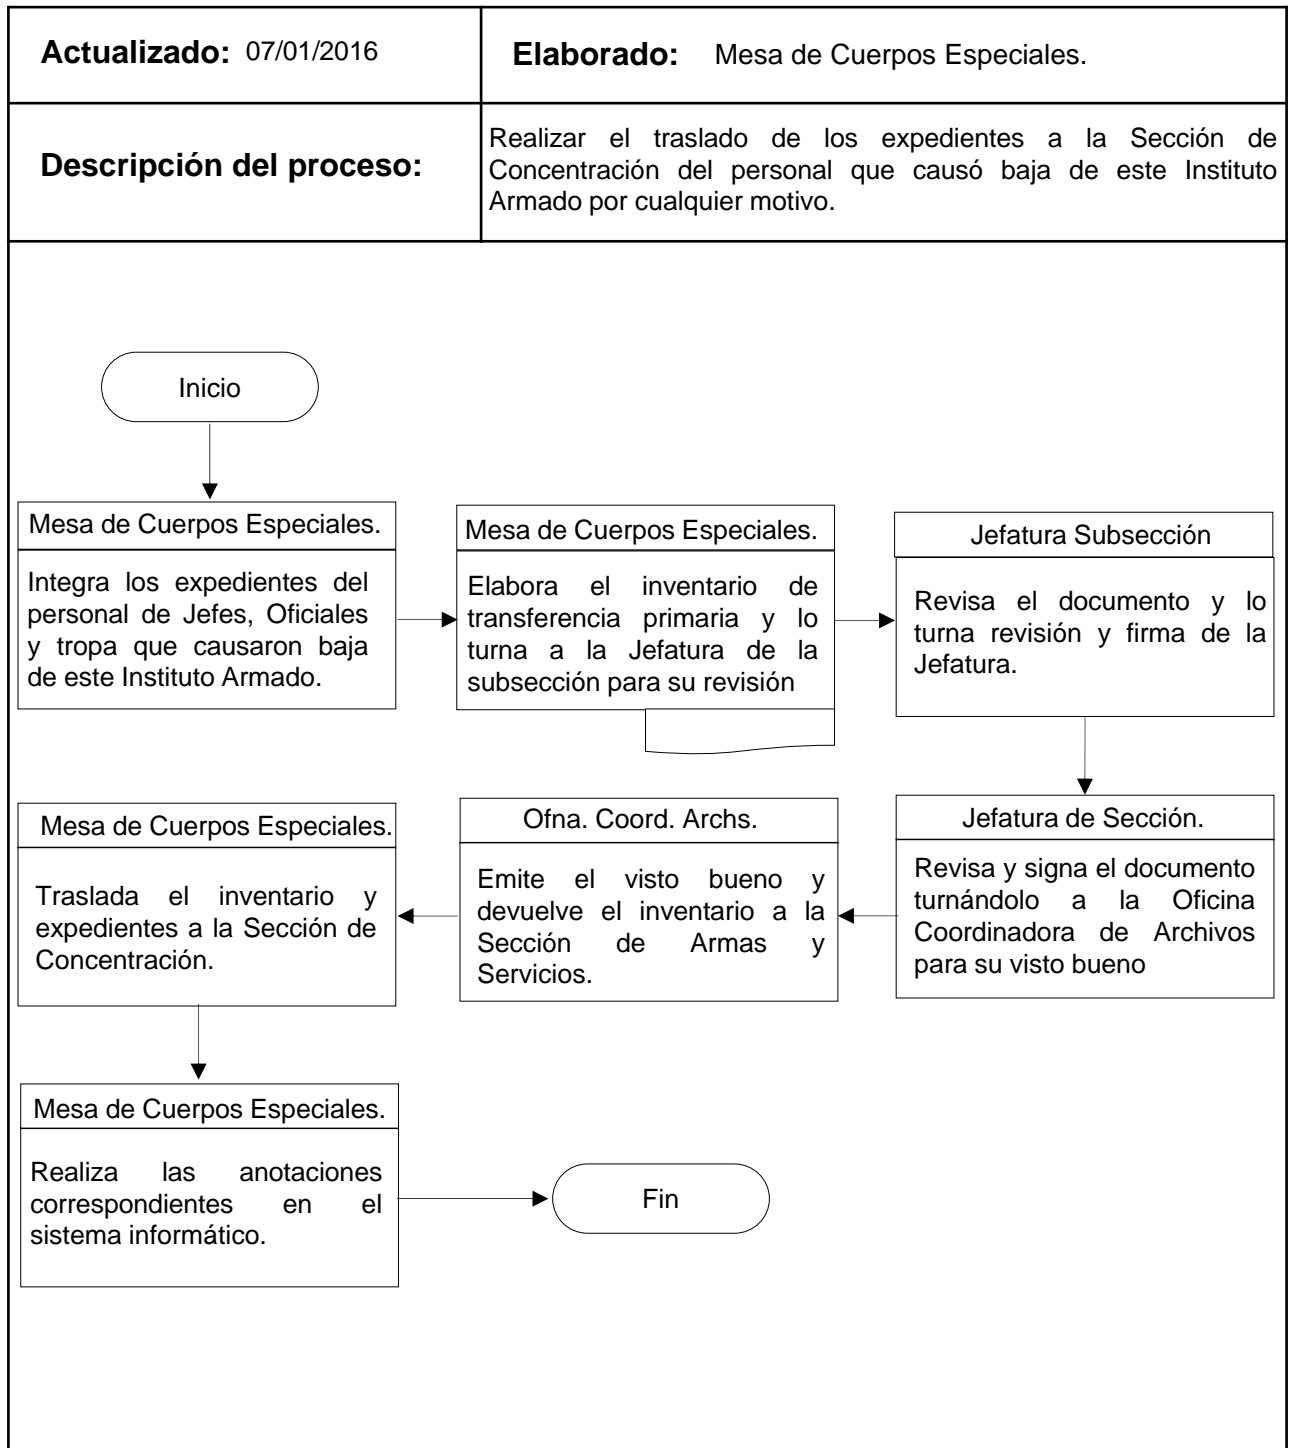 Actualizado: 07/01/2016
Elaborado: Mesa de Cuerpos Especiales.
Descripción del proceso:
Realizar el traslado de los expedientes a la Sección de
Concentración del personal que causó baja de este Instituto
Armado por cualquier motivo.
Inicio
Mesa de Cuerpos Especiales.
Integra los expedientes del
personal de Jefes, Oficiales
y tropa que causaron baja
de este Instituto Armado.
Mesa de Cuerpos Especiales.
Elabora el inventario de
transferencia primaria y lo
turna a la Jefatura de la
subsección para su revisión
Jefatura Subsección
Revisa el documento y lo
turna revisión y firma de la
Jefatura.
Jefatura de Sección.
Revisa y signa el documento
turnándolo a la Oficina
Coordinadora de Archivos
para su visto bueno
Ofna. Coord. Archs.
Emite el visto bueno y
devuelve el inventario a la
Sección de Armas y
Servicios.
Mesa de Cuerpos Especiales.
Traslada el inventario y
expedientes a la Sección de
Concentración.
Mesa de Cuerpos Especiales.
Realiza las anotaciones
correspondientes en el
sistema informático.
Fin